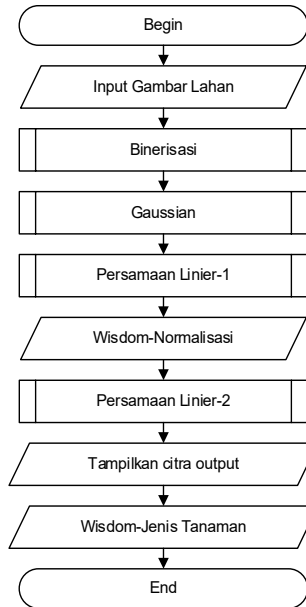 Begin
Input Gambar Lahan
Binerisasi
Gaussian
Persamaan Linier-1
Wisdom-Normalisasi
Persamaan Linier-2
Tampilkan citra output
Wisdom-Jenis Tanaman
End